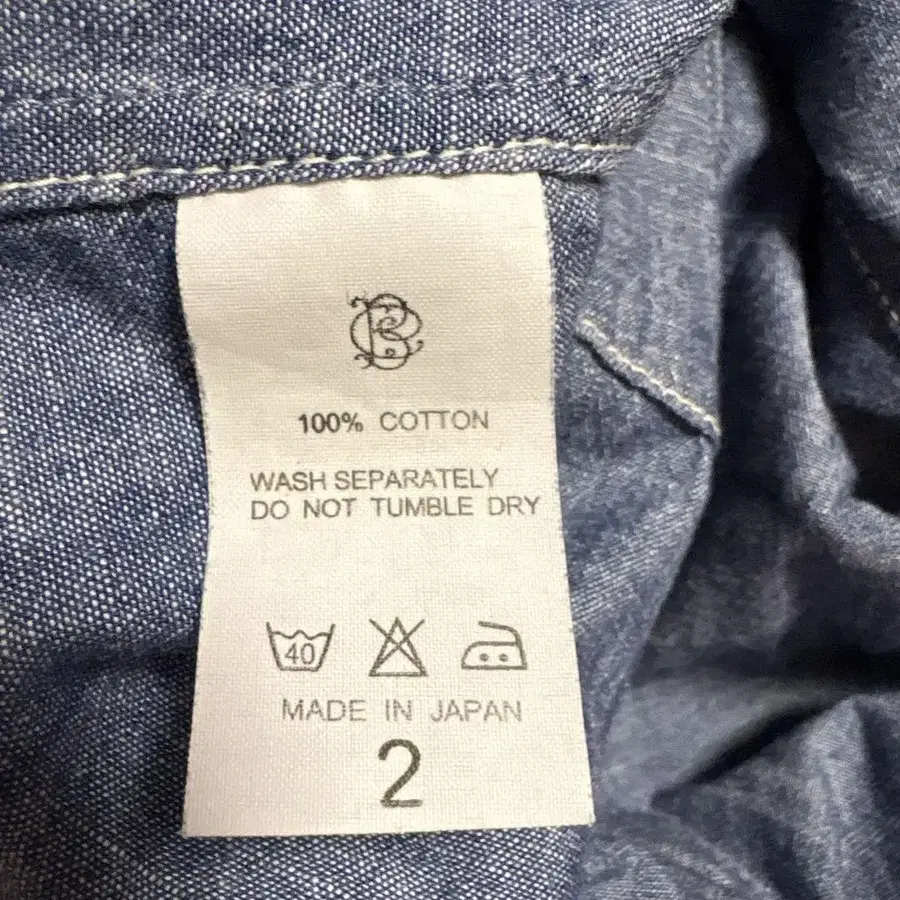 100% COTTON
WASH SEPARATELY
DO NOT TUMBLE DRY
40
MADE IN JAPAN
2